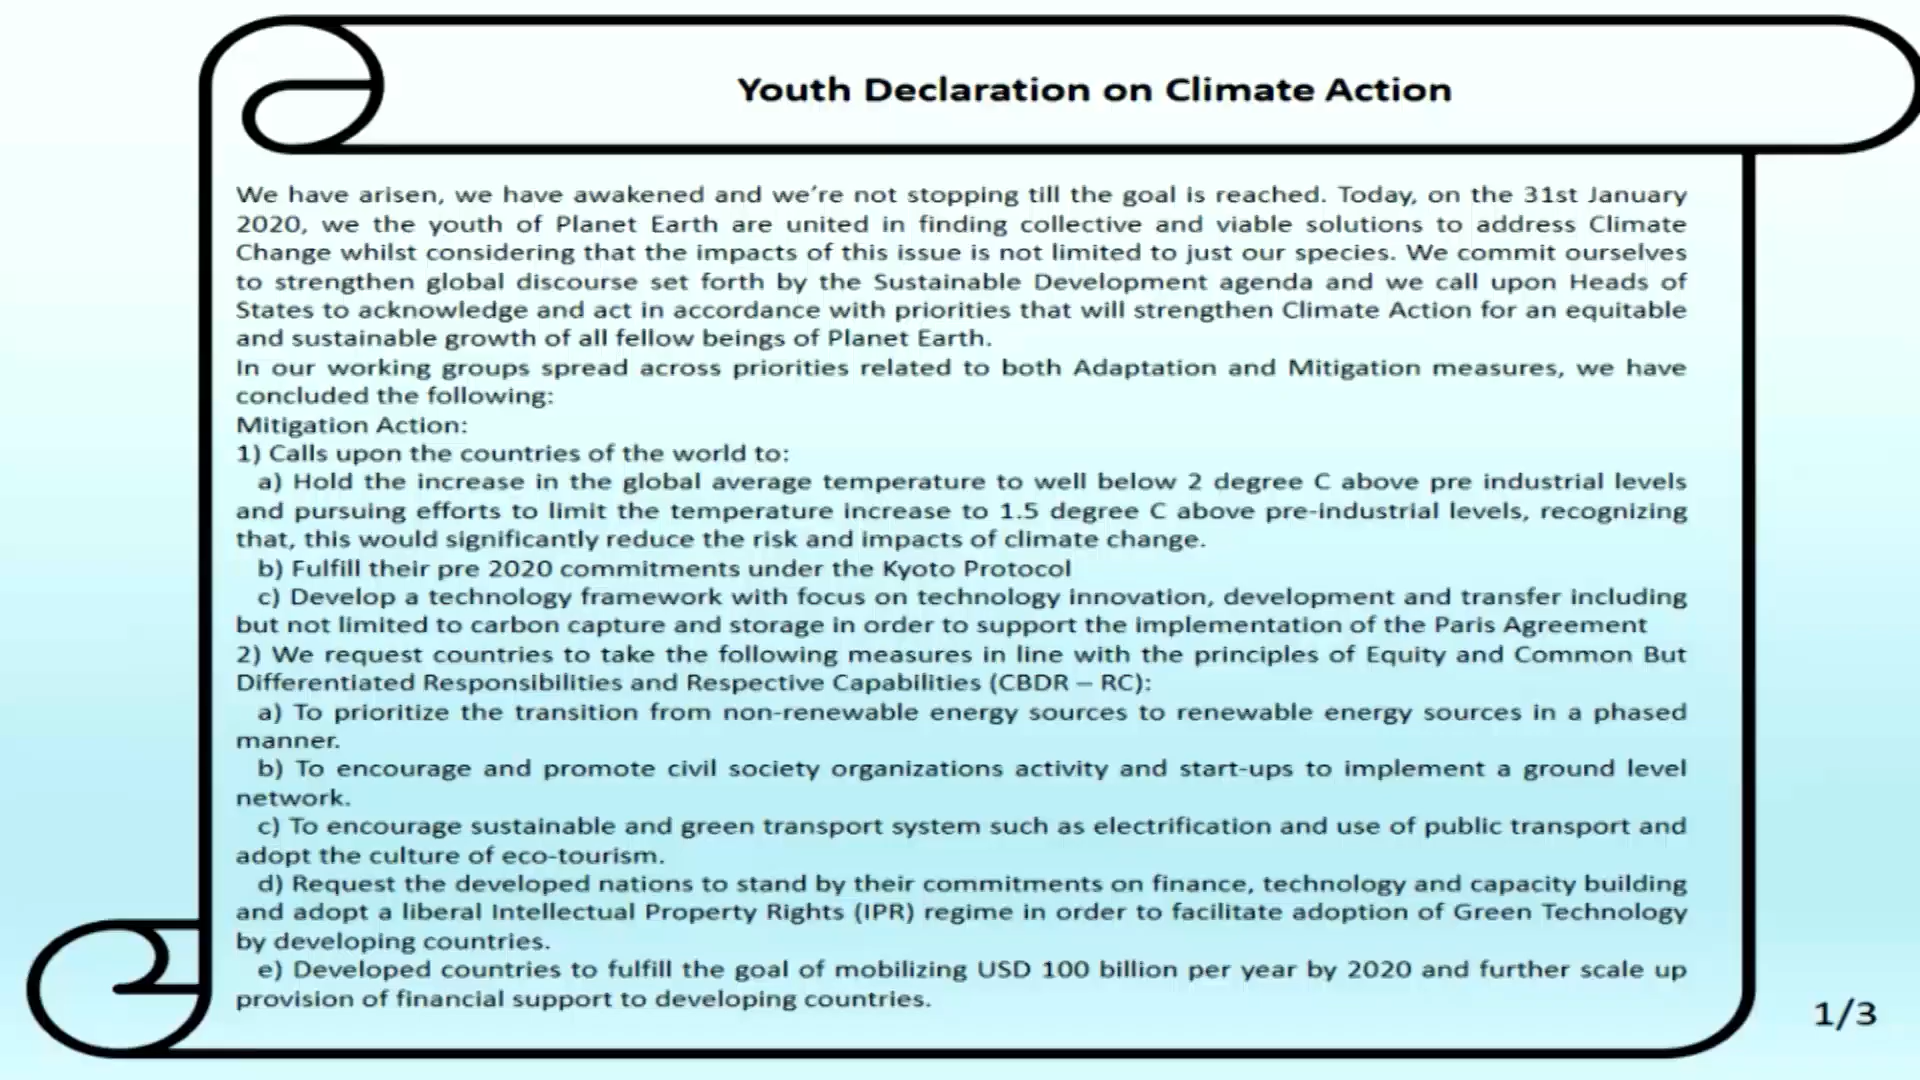 Youth Declaration on Climate Action
We have arisen, we have awakened and we’re not stopping till the goal is reached. Today, on the 31st January
2020, we the youth of Planet Earth are united in finding collective and viable solutions to address Climate
Change whilst considering that the impacts of this issue is not limited to just our species. We commit ourselves
to strengthen global discourse set forth by the Sustainable Development agenda and we call upon Heads of
States to acknowledge and act in accordance with priorities that will strengthen Climate Action for an equitable
and sustainable growth of all fellow beings of Planet Earth.
In our working groups spread across priorities related to both Adaptation and Mitigation measures, we have
concluded the following:
Mitigation Action:
1) Calls upon the countries of the world to:
a) Hold the increase in the global average temperature to well below 2 degree C above pre industrial levels
and pursuing efforts to limit the temperature increase to 1.5 degree C above pre-industrial levels, recognizing
that, this would significantly reduce the risk and impacts of climate change.
b) Fulfill their pre 2020 commitments under the Kyoto Protocol
c) Develop a technology framework with focus on technology innovation, development and transfer including
but not limited to carbon capture and storage in order to support the implementation of the Paris Agreement
2) We request countries to take the following measures in line with the principles of Equity and Common But
Differentiated Responsibilities and Respective Capabilities (CBDR – RC):
a) To prioritize the transition from non-renewable energy sources to renewable energy sources in a phased
manner.
b) To encourage and promote civil society organizations activity and start-ups to implement a ground level
network.
c) To encourage sustainable and green transport system such as electrification and use of public transport and
adopt the culture of eco-tourism.
d) Request the developed nations to stand by their commitments on finance, technology and capacity building
and adopt a liberal Intellectual Property Rights (IPR) regime in order to facilitate adoption of Green Technology
by developing countries.
e) Developed countries to fulfill the goal of mobilizing USD 100 billion per year by 2020 and further scale up
provision of financial support to developing countries.
1/3